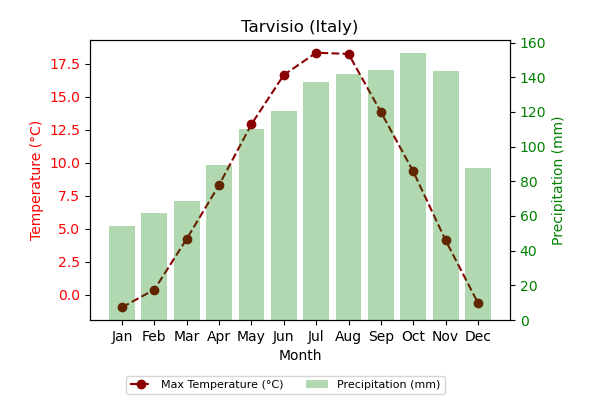 Tarvisio (Italy)
17.5
15.0
12.5
10.0
7.5
5.0
2.5
0.0
Temperature (°C)
160
140
120
100
80
60
40
20
0
Precipitation (mm)
Jan Feb Mar Apr May Jun Jul Aug Sep Oct Nov Dec
Month
Max Temperature (°C) Precipitation (mm)